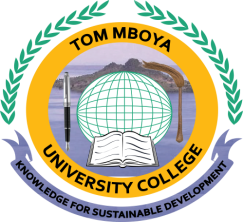 TOM MBOYA
UNIVERSITY COLLEGE
KNOWLEDGE FOR SUSTAINABLE DEVELOPMENT